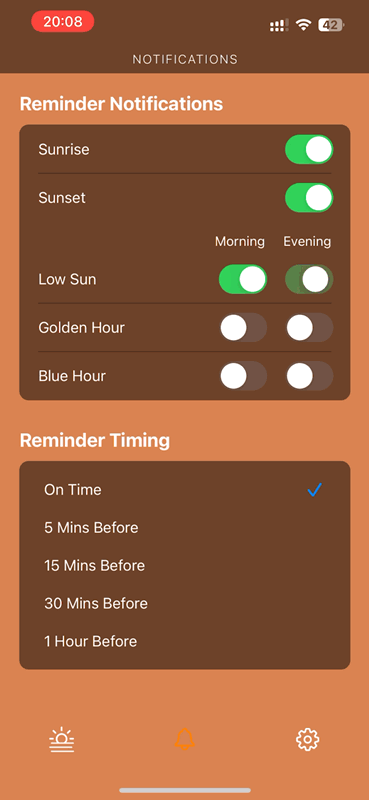 20:08
42
NOTIFICATIONS
Reminder Notifications
Sunrise
Sunset
Morning Evening
Low Sun
Golden Hour
Blue Hour
Reminder Timing
On Time
5 Mins Before
15 Mins Before
30 Mins Before
1 Hour Before